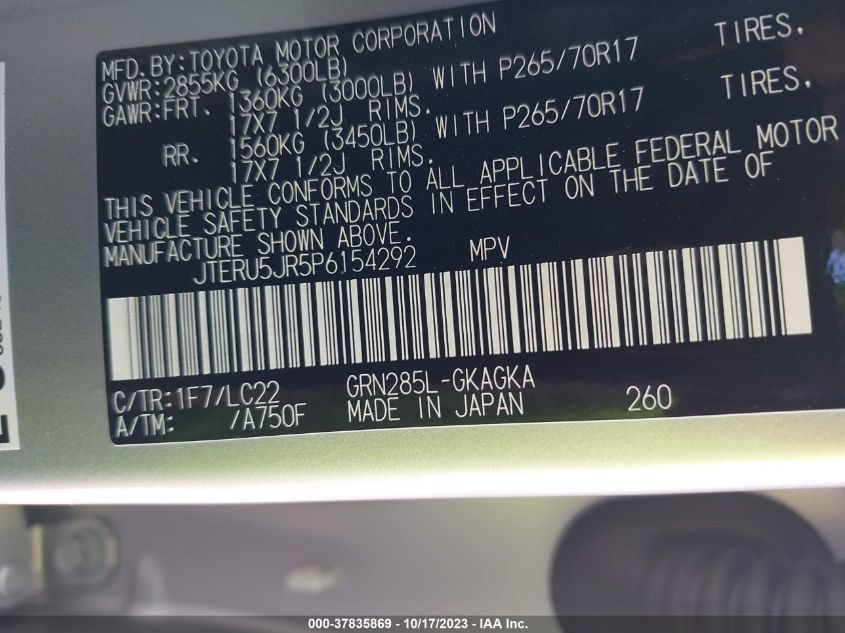 MFD.BY:TOYOTA MOTOR CORPORATION
GVWR:2855KG (6300LB)
GAWR:FRT. 1360KG (3000LB) WITH P265/70R17 TIRES,
17X7 1/2J RIMS.
RR. 1560KG (3450LB) WITH P265/70R17 TIRES,
17X7 1/2J RIMS.
THIS VEHICLE CONFORMS TO ALL APPLICABLE FEDERAL MOTOR
VEHICLE SAFETY STANDARDS IN EFFECT ON THE DATE OF
MANUFACTURE SHOWN ABOVE.
JTERU5JR5P6154292 MPV
C/TR:1F7/LC22 GRN285L-GKAGKA
A/TM: /A750F MADE IN JAPAN 260
000-37835869 - 10/17/2023 - IAA Inc.